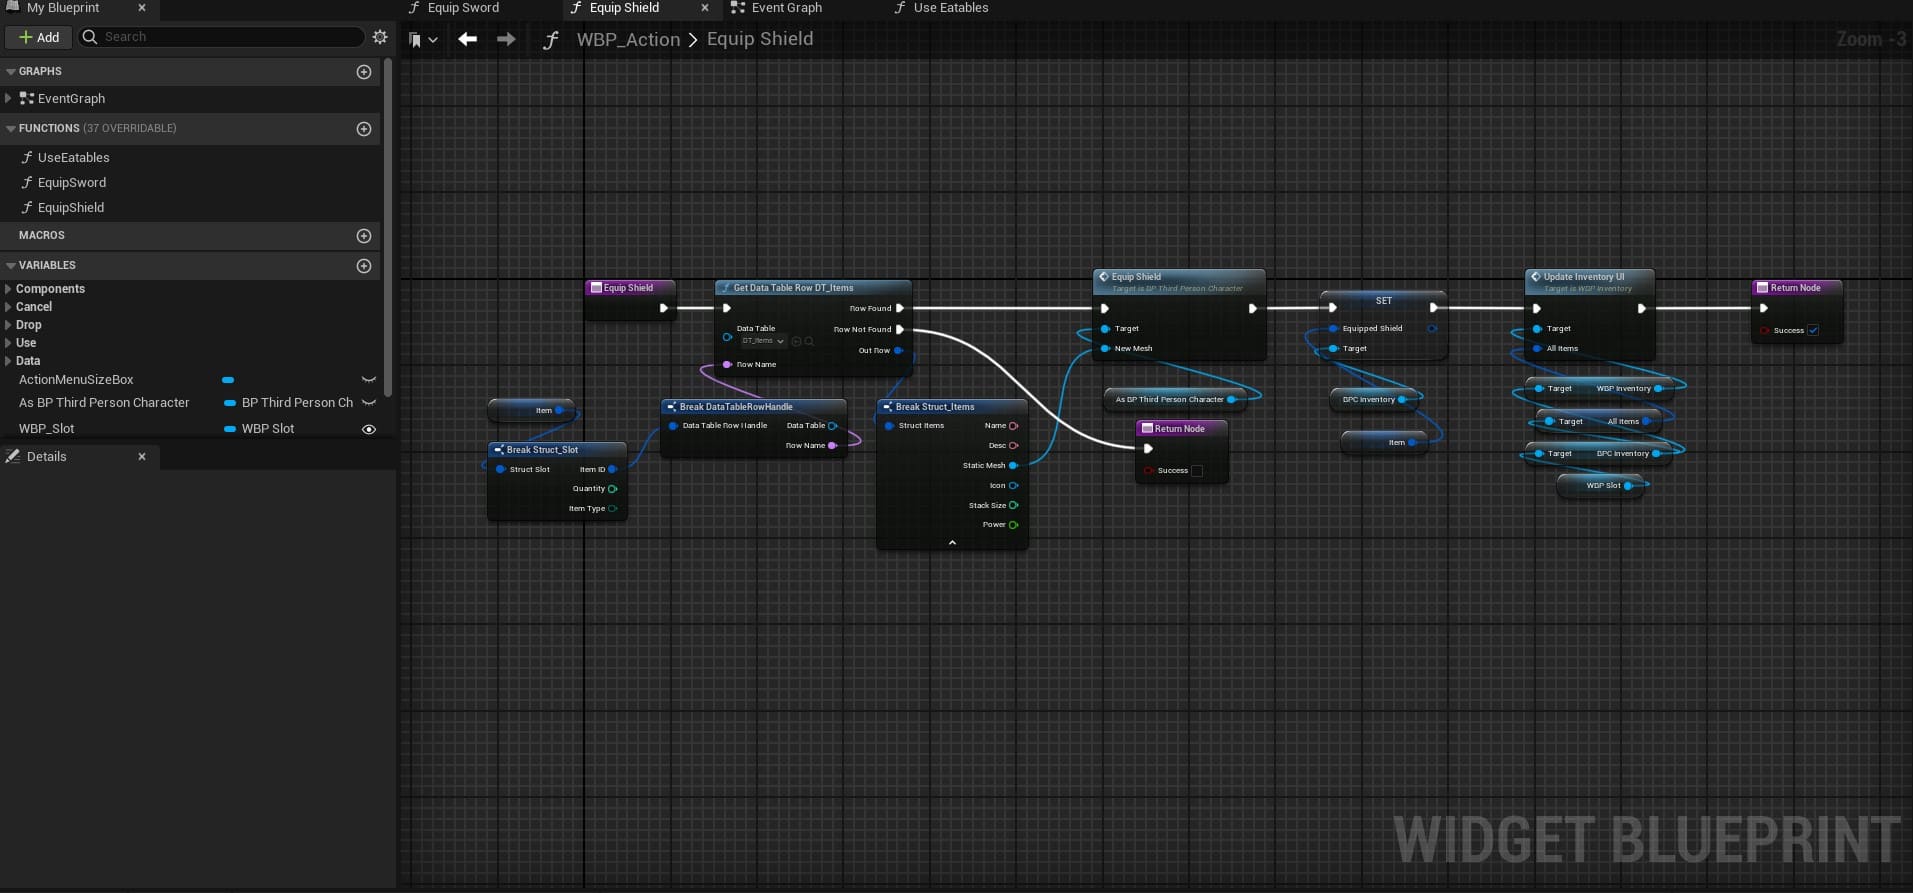 My Blueprint
Equip Sword
Equip Shield
Event Graph
Use Eatables
Add
Search
WBP_Action
Equip Shield
Zoom -3
GRAPHS
EventGraph
FUNCTIONS (37 OVERRIDABLE)
UseEatables
EquipSword
EquipShield
MACROS
VARIABLES
Components
Cancel
Drop
Use
Data
ActionMenuSizeBox
As BP Third Person Character
BP Third Person Ch
WBP_Slot
WBP Slot
Details
Equip Shield
Get Data Table Row DT_Items
Row Found
Data Table
DT_Items
Row Not Found
Out Row
Row Name
Item
Break Struct_Slot
Struct Slot
Item ID
Quantity
Item Type
Break DataTableRowHandle
Data Table Row Handle
Data Table
Row Name
Break Struct_Items
Struct Items
Name
Desc
Static Mesh
Icon
Stack Size
Power
Equip Shield
Target is BP Third Person Character
Target
New Mesh
As BP Third Person Character
Return Node
Success
SET
Equipped Shield
Target
BPC Inventory
Item
Update Inventory UI
Target is WBP Inventory
Target
All Items
Target
WBP Inventory
Target
All Items
Target
BPC Inventory
WBP Slot
Return Node
Success
WIDGET BLUEPRINT